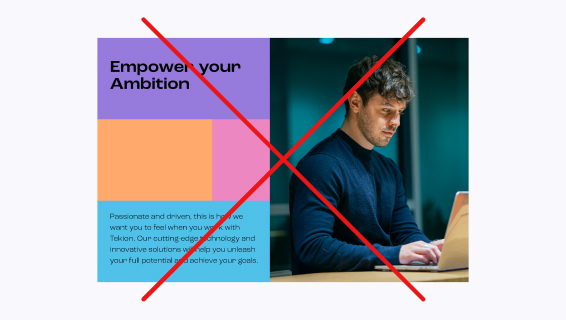 Empower your
Ambition
Passionate and driven, this is how we
want you to feel when you work with
Tekion. Our cutting-edge technology and
innovative solutions will help you unleash
your full potential and achieve your goals.